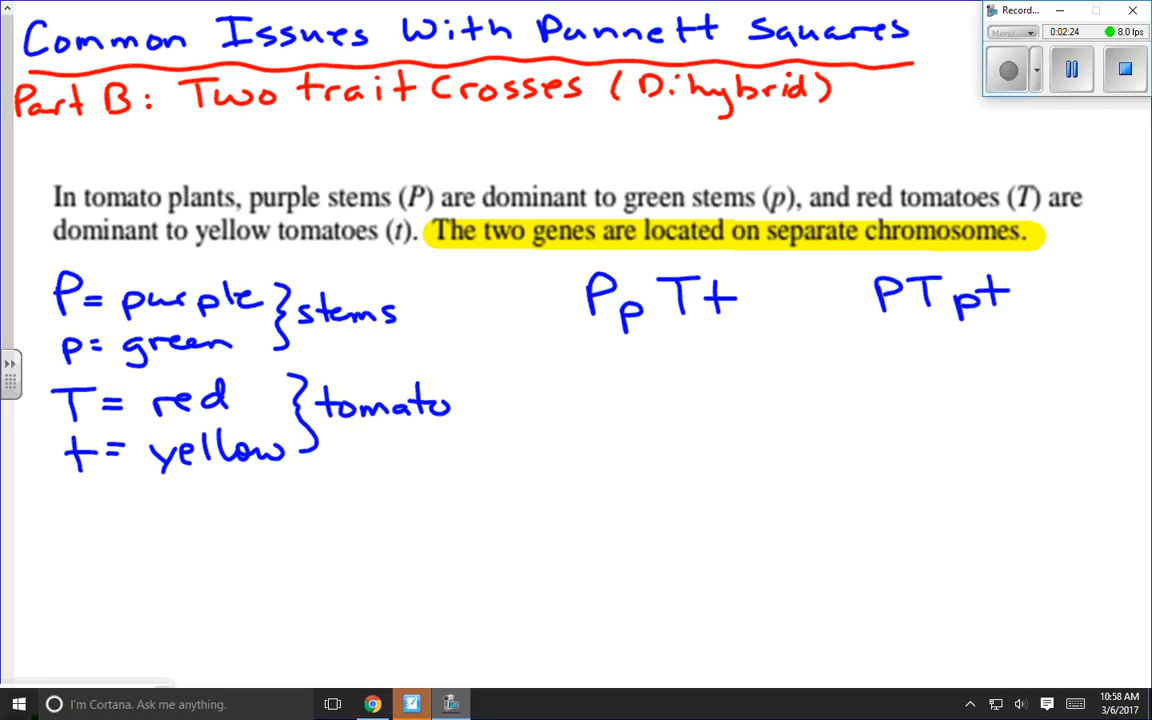 Common Issues With Punnett Squares
Part B: Two trait Crosses (Dihybrid)
In tomato plants, purple stems (P) are dominant to green stems (p), and red tomatoes (T) are
dominant to yellow tomatoes (t). The two genes are located on separate chromosomes.
P = purple } stems
p = green
Pp Tt
PT pt
T = red } tomato
t = yellow
Record...
Menu
0:02:24
8.0 fps
I'm Cortana. Ask me anything.
10:58 AM
3/6/2017